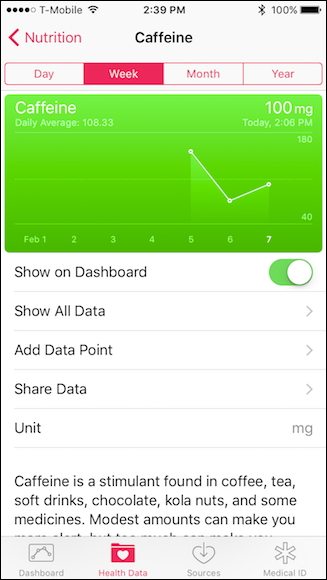 T-Mobile 2:39 PM 100%
Nutrition Caffeine
Day Week Month Year
Caffeine 100 mg
Daily Average: 108.33 Today, 2:06 PM
180
40
Feb 1 2 3 4 5 6 7
Show on Dashboard
Show All Data
Add Data Point
Share Data
Unit mg
Caffeine is a stimulant found in coffee, tea,
soft drinks, chocolate, kola nuts, and some
medicines. Modest amounts can make you
Dashboard Health Data Sources Medical ID